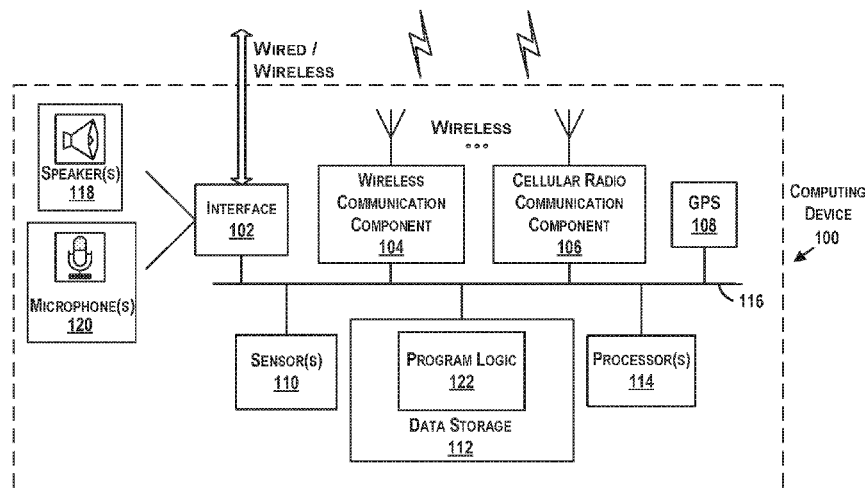 WIRED /
WIRELESS
WIRELESS
...
SPEAKER(S)
118
INTERFACE
102
WIRELESS
COMMUNICATION
COMPONENT
104
CELLULAR RADIO
COMMUNICATION
COMPONENT
106
GPS
108
COMPUTING
DEVICE
100
MICROPHONE(S)
120
116
SENSOR(S)
110
PROGRAM LOGIC
122
DATA STORAGE
112
PROCESSOR(S)
114